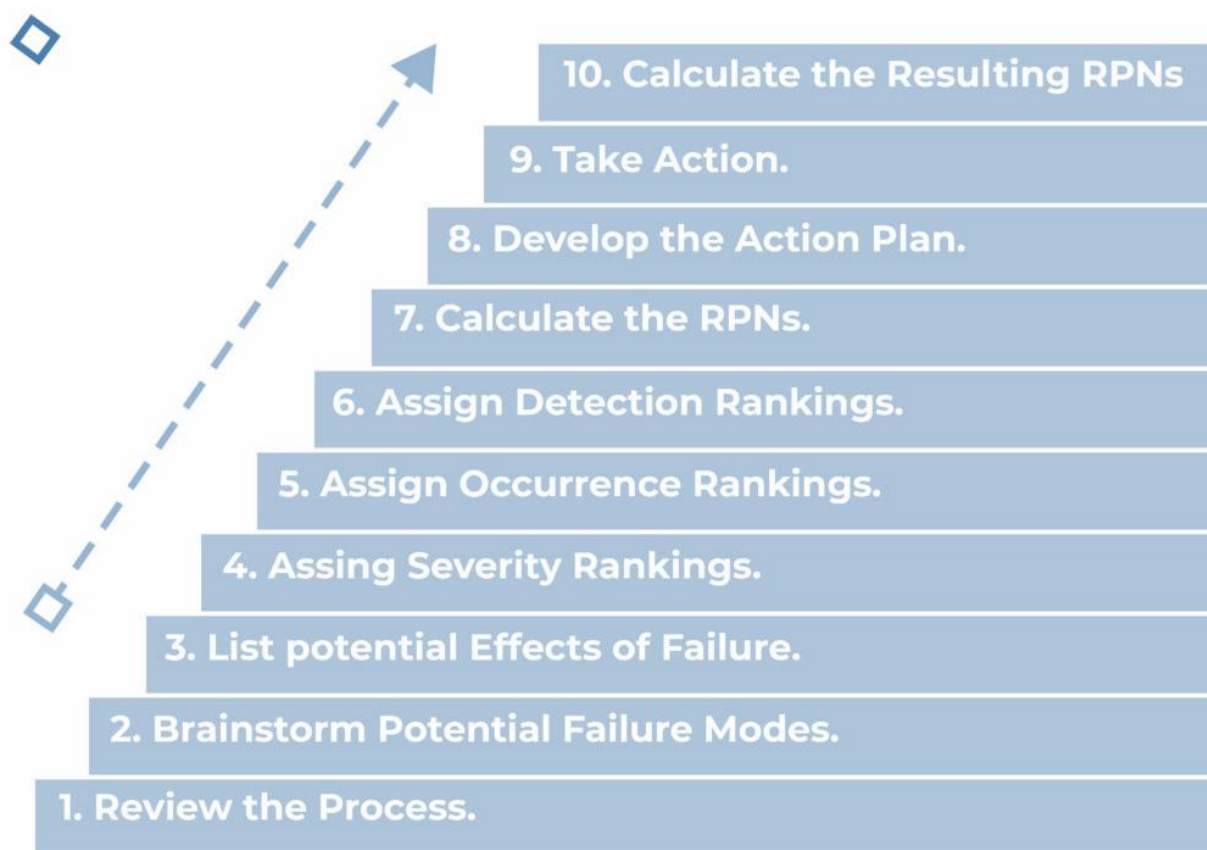 10. Calculate the Resulting RPNs
9. Take Action.
8. Develop the Action Plan.
7. Calculate the RPNs.
6. Assign Detection Rankings.
5. Assign Occurrence Rankings.
4. Assing Severity Rankings.
3. List potential Effects of Failure.
2. Brainstorm Potential Failure Modes.
1. Review the Process.